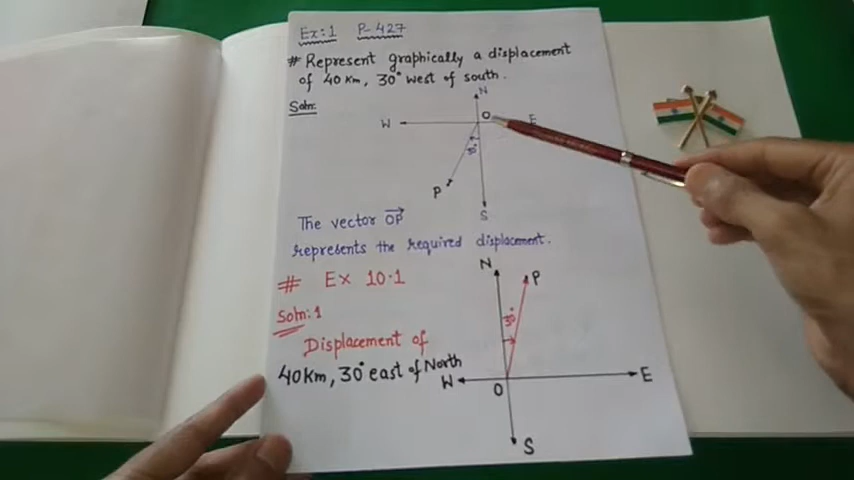 Ex:1 P-427
# Represent graphically a displacement
of 40 Km, 30° west of south.
Soln:
N
W
O
E
30°
P
S
The vector OP
represents the required displacement.
# Ex 10.1
Soln:1
Displacement of
40Km, 30° east of North
N
P
30°
W
O
E
S